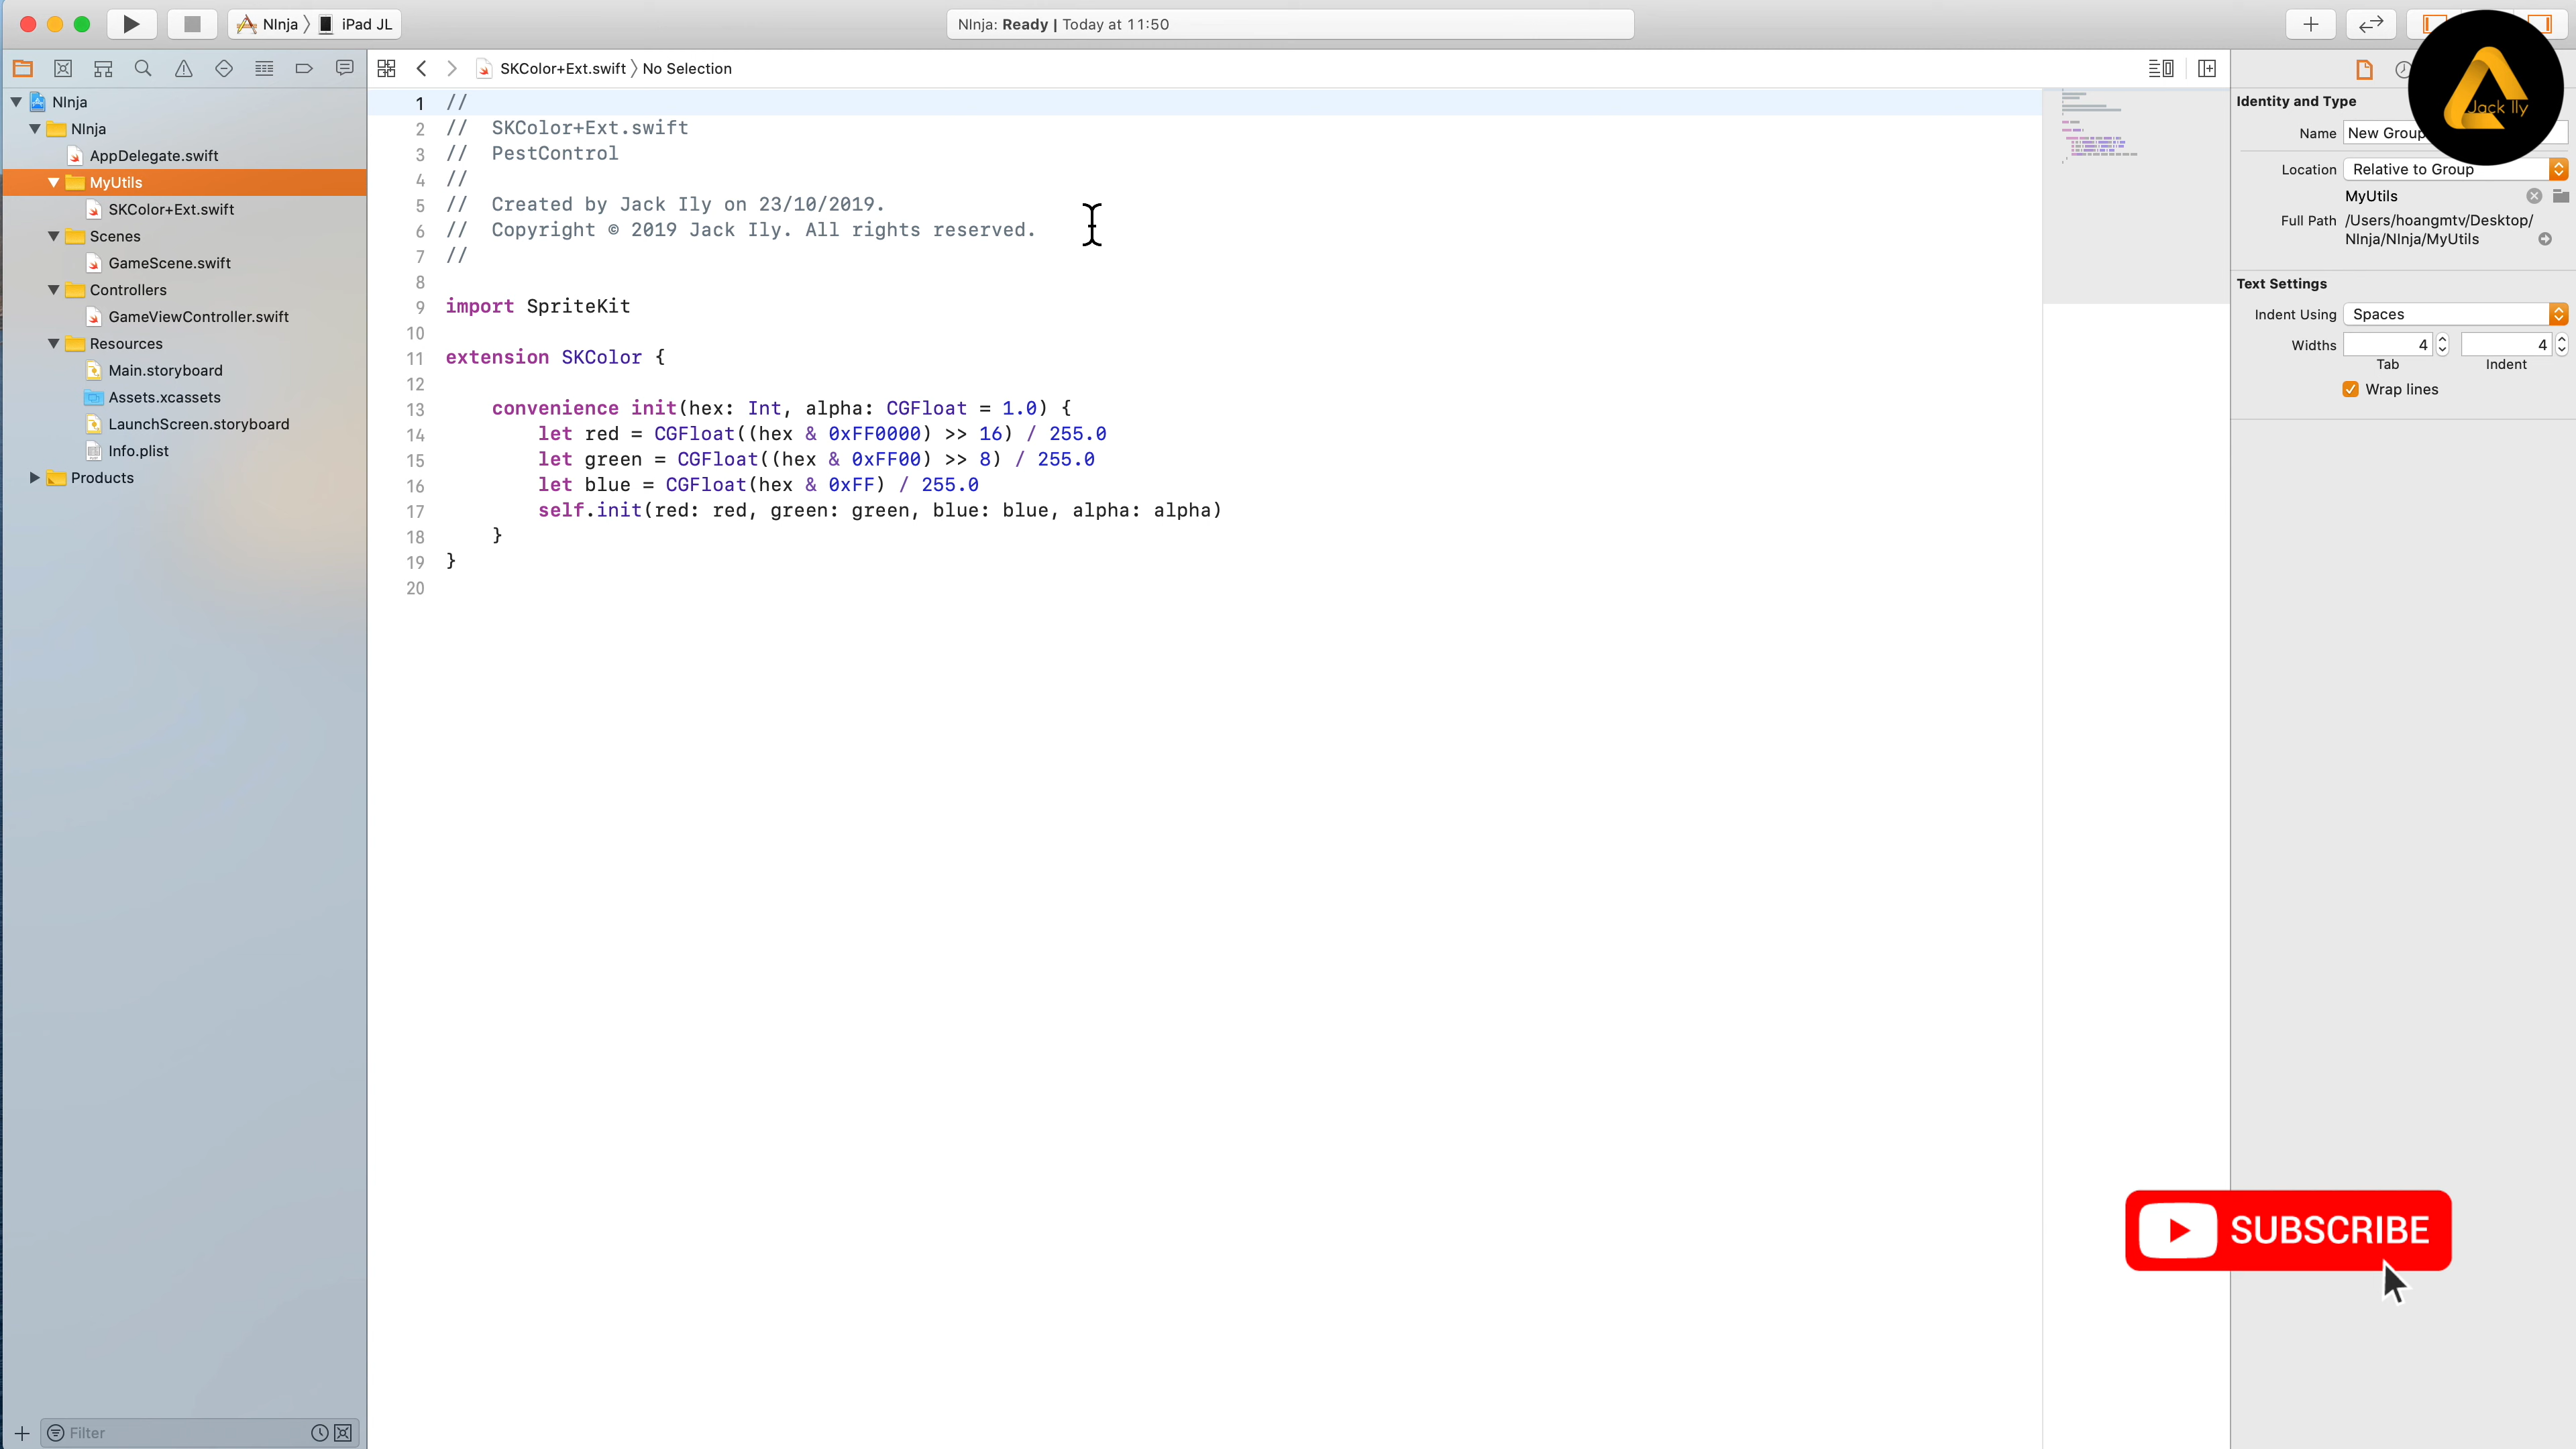 NInja
iPad JL
NInja: Ready | Today at 11:50
SKColor+Ext.swift
No Selection
NInja
NInja
AppDelegate.swift
MyUtils
SKColor+Ext.swift
Scenes
GameScene.swift
Controllers
GameViewController.swift
Resources
Main.storyboard
Assets.xcassets
LaunchScreen.storyboard
Info.plist
Products
Filter
1 //
2 //  SKColor+Ext.swift
3 //  PestControl
4 //
5 //  Created by Jack Ily on 23/10/2019.
6 //  Copyright © 2019 Jack Ily. All rights reserved.
7 //
8
9 import SpriteKit
10
11 extension SKColor {
12
13     convenience init(hex: Int, alpha: CGFloat = 1.0) {
14         let red = CGFloat((hex & 0xFF0000) >> 16) / 255.0
15         let green = CGFloat((hex & 0xFF00) >> 8) / 255.0
16         let blue = CGFloat(hex & 0xFF) / 255.0
17         self.init(red: red, green: green, blue: blue, alpha: alpha)
18     }
19 }
20
Jack Ily
Identity and Type
Name New Group
Location Relative to Group
MyUtils
Full Path /Users/hoangmtv/Desktop/
NInja/NInja/MyUtils
Text Settings
Indent Using Spaces
Widths 4 4
Tab Indent
Wrap lines
SUBSCRIBE